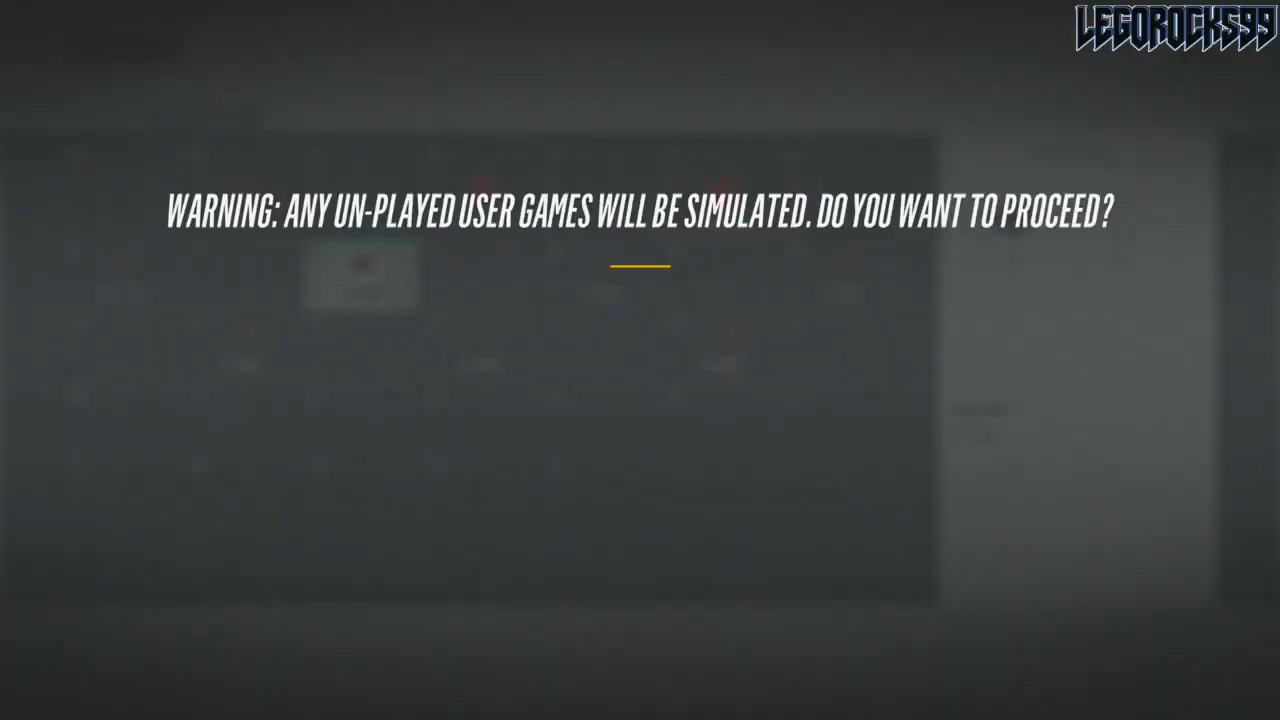 LEGOROCKS99
WARNING: ANY UN-PLAYED USER GAMES WILL BE SIMULATED. DO YOU WANT TO PROCEED?